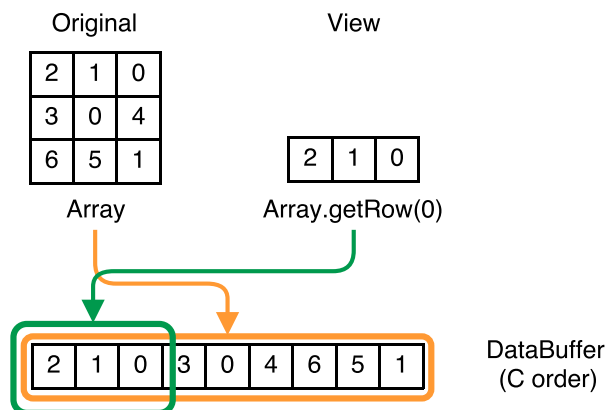 Original
View
2 1 0
3 0 4
6 5 1
2 1 0
Array
Array.getRow(0)
2 1 0 3 0 4 6 5 1
DataBuffer
(C order)